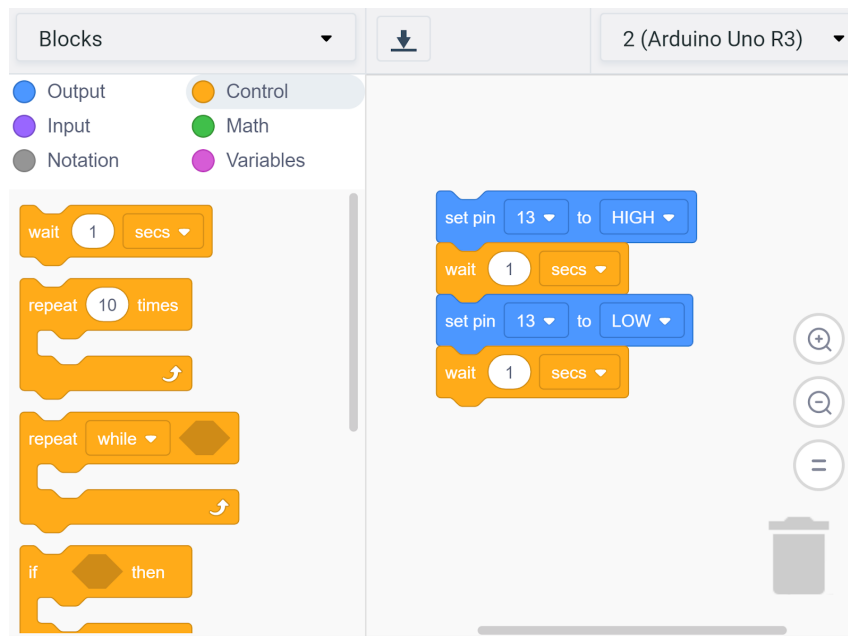 Blocks
2 (Arduino Uno R3)
Output
Control
Input
Math
Notation
Variables
wait 1 secs
repeat 10 times
repeat while
if then
set pin 13 to HIGH
wait 1 secs
set pin 13 to LOW
wait 1 secs